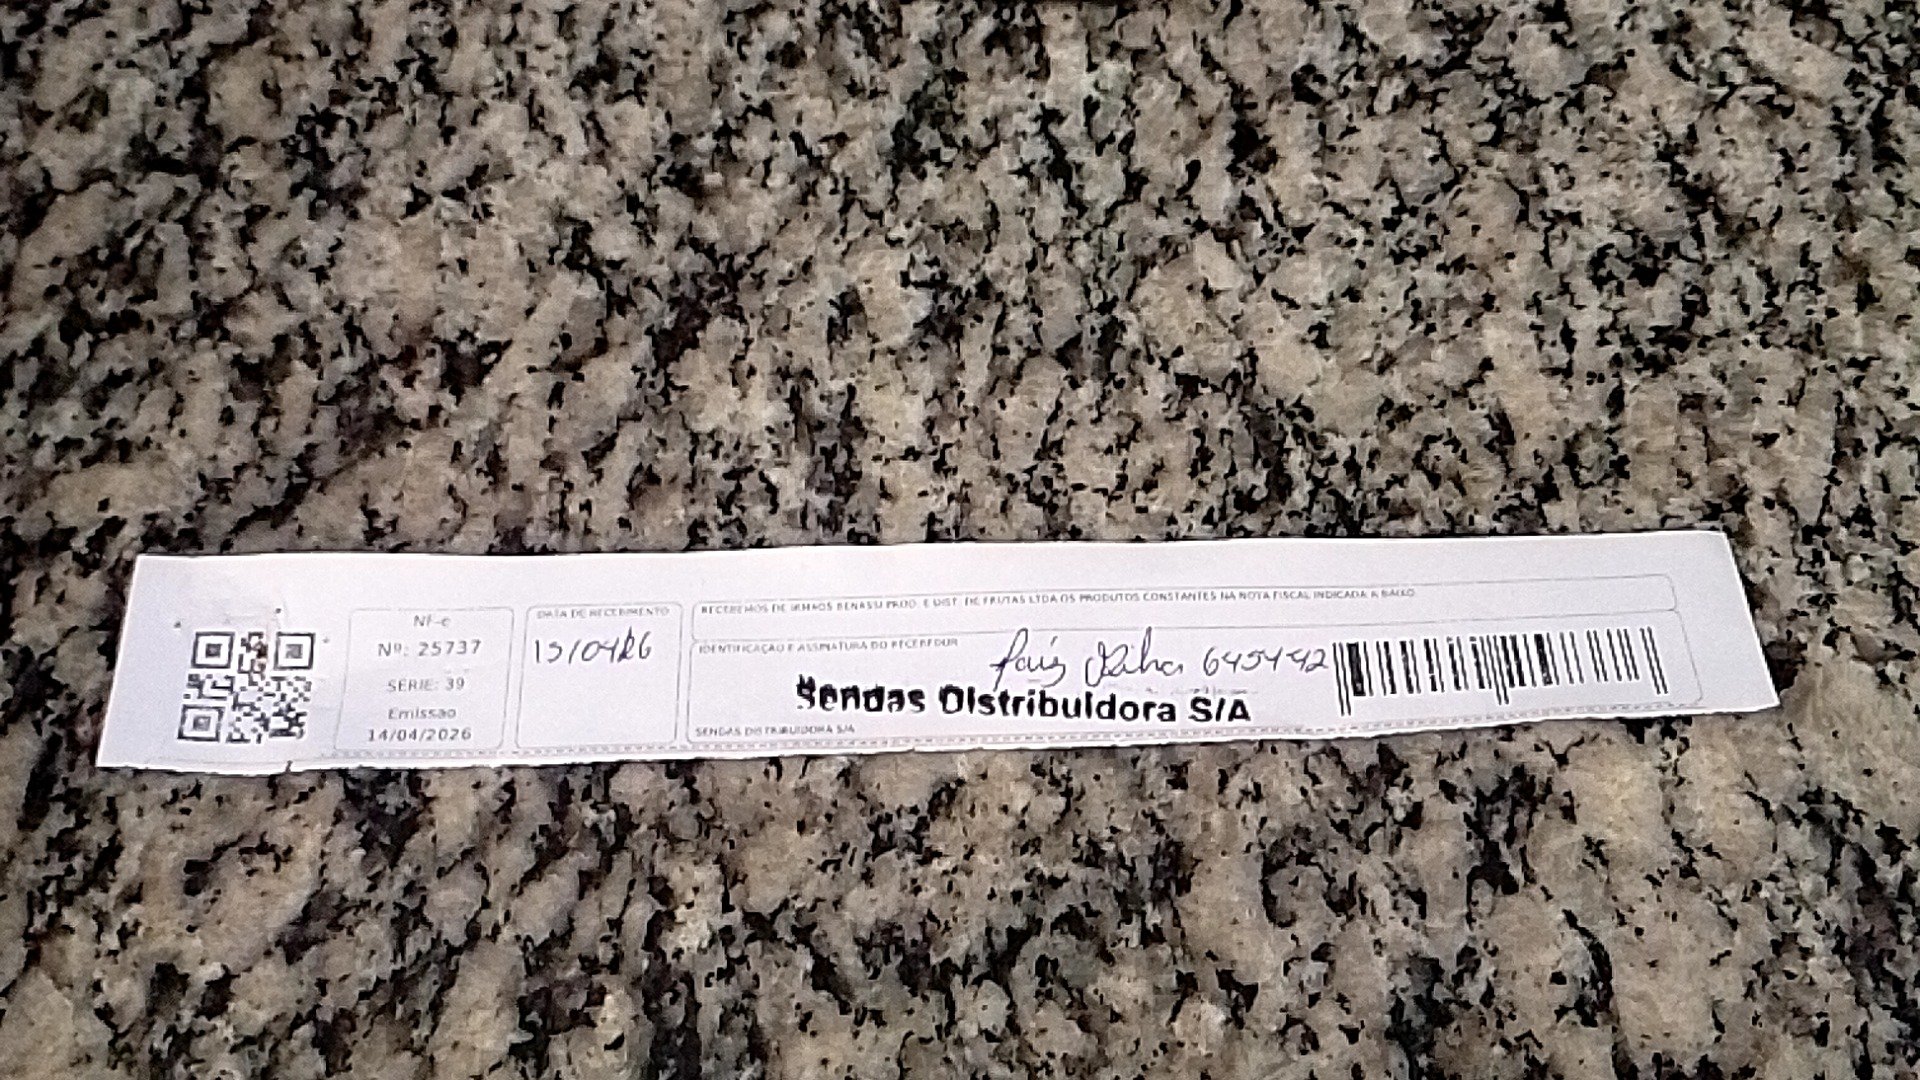 NF-e
Nº: 25737
SERIE: 39
Emissão
14/04/2026
DATA DE RECEBIMENTO
15/04/26
RECEBEMOS DE IRMAOS BENASSI PROD. E DIST. DE FRUTAS LTDA OS PRODUTOS CONSTANTES NA NOTA FISCAL INDICADA A BAIXO
IDENTIFICAÇÃO E ASSINATURA DO RECEBEDOR
645442
Sendas Distribuidora S/A
SENDAS DISTRIBUIDORA S/A